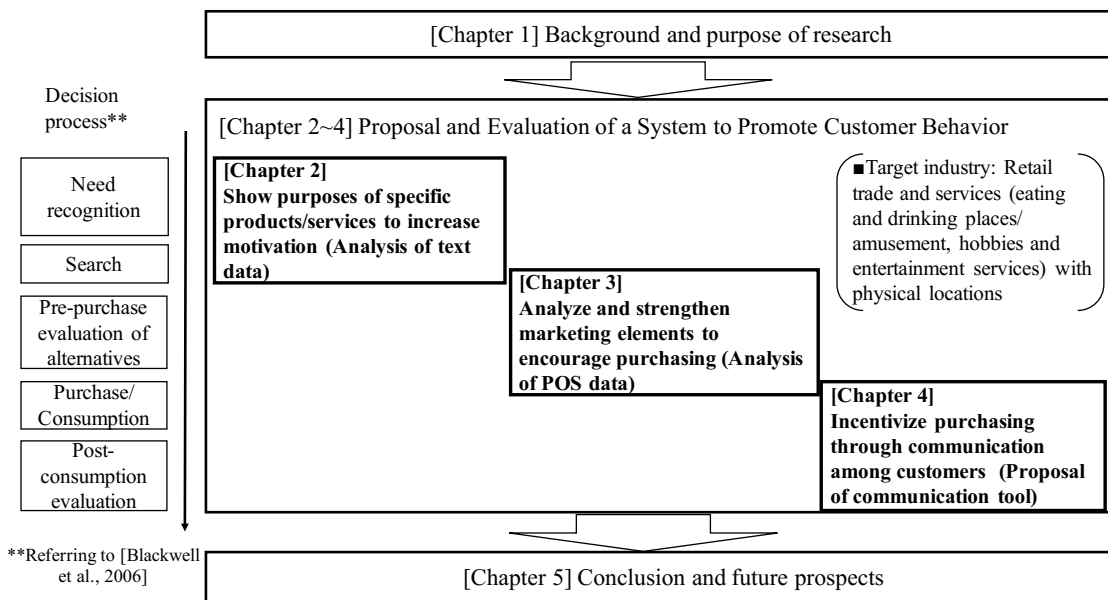 [Chapter 1] Background and purpose of research
Decision
process**
Need
recognition
Search
Pre-purchase
evaluation of
alternatives
Purchase/
Consumption
Post-
consumption
evaluation
**Referring to [Blackwell
et al., 2006]
[Chapter 2~4] Proposal and Evaluation of a System to Promote Customer Behavior
[Chapter 2]
Show purposes of specific
products/services to increase
motivation (Analysis of text
data)
■Target industry: Retail
trade and services (eating
and drinking places/
amusement, hobbies and
entertainment services) with
physical locations
[Chapter 3]
Analyze and strengthen
marketing elements to
encourage purchasing (Analysis
of POS data)
[Chapter 4]
Incentivize purchasing
through communication
among customers (Proposal
of communication tool)
[Chapter 5] Conclusion and future prospects